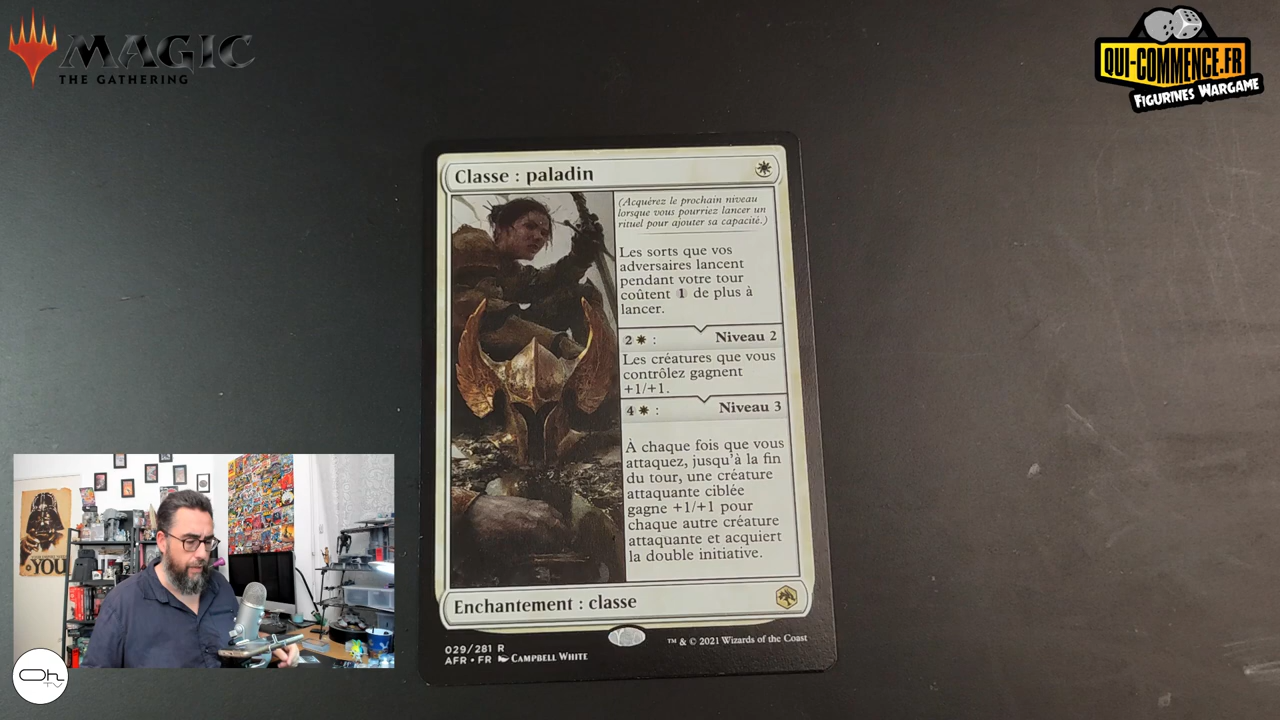 MAGIC
THE GATHERING
QUI-COMMENCE.FR
FIGURINES WARGAME
Classe : paladin
(Acquérez le prochain niveau
lorsque vous pourriez lancer un
rituel pour ajouter sa capacité.)
Les sorts que vos
adversaires lancent
pendant votre tour
coûtent 1 de plus à
lancer.
2 : Niveau 2
Les créatures que vous
contrôlez gagnent
+1/+1.
4 : Niveau 3
À chaque fois que vous
attaquez, jusqu'à la fin
du tour, une créature
attaquante ciblée
gagne +1/+1 pour
chaque autre créature
attaquante et acquiert
la double initiative.
Enchantement : classe
029/281 R
AFR • FR CAMPBELL WHITE
™ & © 2021 Wizards of the Coast
YOU
Oh
TV